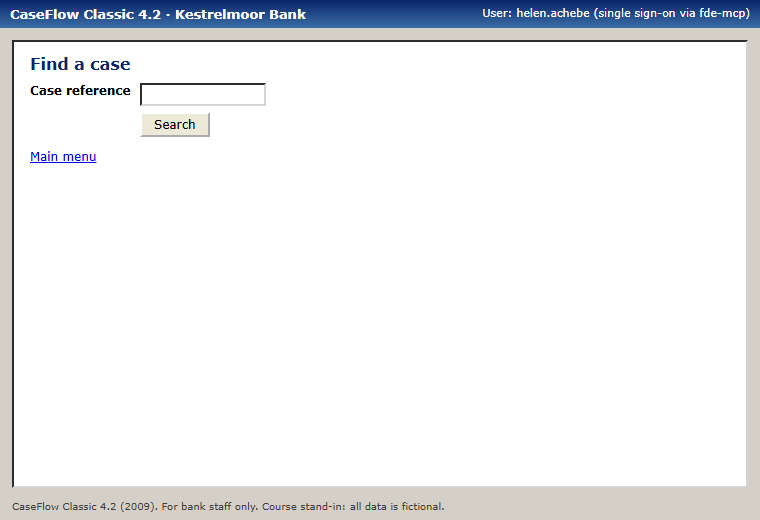 CaseFlow Classic 4.2 · Kestrelmoor Bank
User: helen.achebe (single sign-on via fde-mcp)
Find a case
Case reference
Search
Main menu
CaseFlow Classic 4.2 (2009). For bank staff only. Course stand-in: all data is fictional.